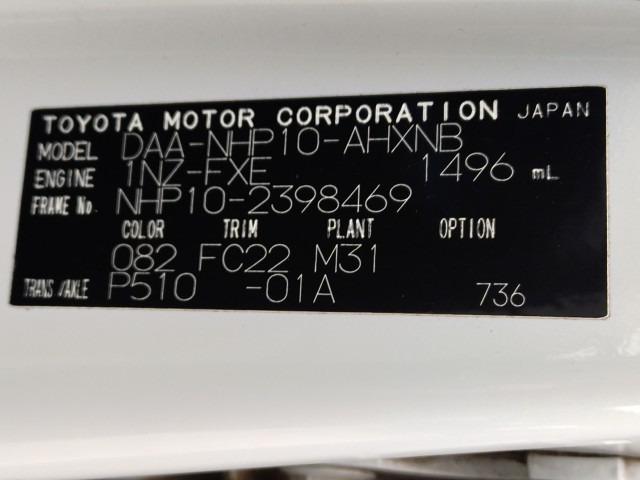 TOYOTA MOTOR CORPORATION JAPAN
MODEL DAA-NHP10-AHXNB
ENGINE 1NZ-FXE 1496 mL
FRAME No. NHP10-2398469
COLOR TRIM PLANT OPTION
082 FC22 M31
TRANS/AXLE P510 -01A 736